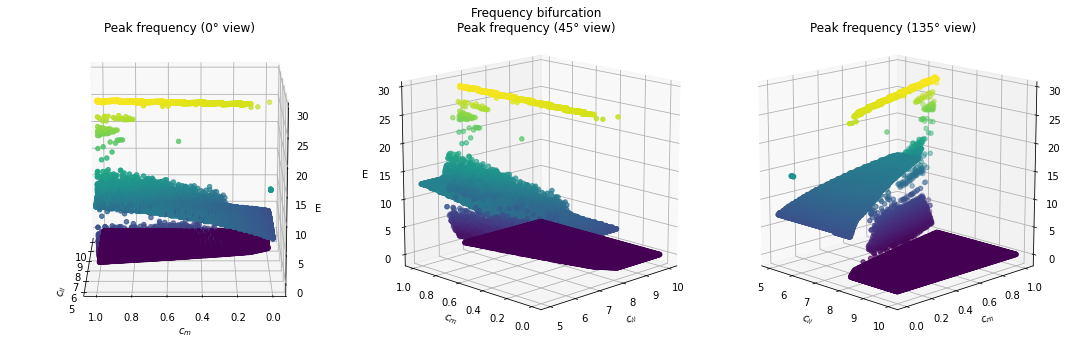 Frequency bifurcation
Peak frequency (0° view)
Peak frequency (45° view)
Peak frequency (135° view)
30
25
20
15
10
5
0
E
10
9
8
7
6
5
c_ii
1.0 0.8 0.6 0.4 0.2 0.0
c_m
30
25
20
15
10
5
0
E
1.0 0.8 0.6 0.4 0.2 0.0
c_m
5 6 7 8 9 10
c_ii
30
25
20
15
10
5
0
5 6 7 8 9 10
c_ii
0.0 0.2 0.4 0.6 0.8 1.0
c_m